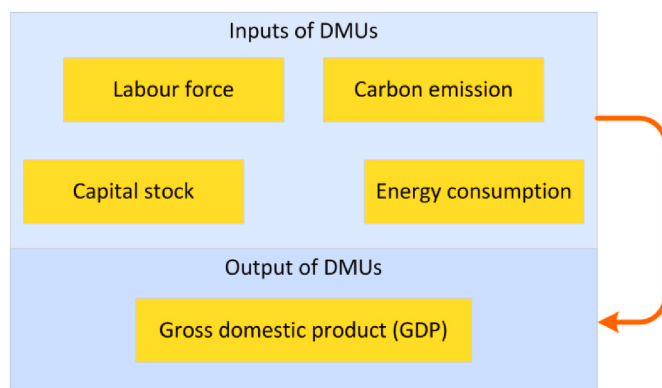 Inputs of DMUs
Labour force
Carbon emission
Capital stock
Energy consumption
Output of DMUs
Gross domestic product (GDP)